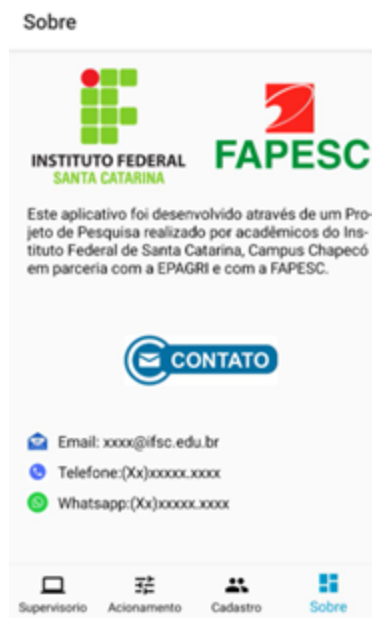 Sobre
INSTITUTO FEDERAL
SANTA CATARINA
FAPESC
Este aplicativo foi desenvolvido através de um Pro-
jeto de Pesquisa realizado por acadêmicos do Ins-
tituto Federal de Santa Catarina, Campus Chapecó
em parceria com a EPAGRI e com a FAPESC.
CONTATO
Email: xxxx@ifsc.edu.br
Telefone:(Xx)xxxxx.xxxx
Whatsapp:(Xx)xxxxx.xxxx
Supervisorio Acionamento Cadastro Sobre